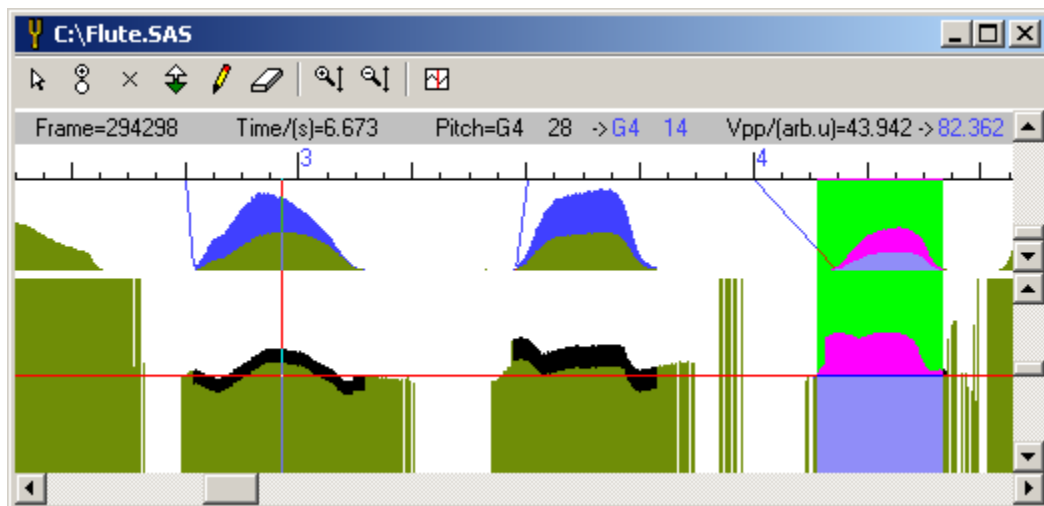 C:\Flute.SAS
Frame=294298 Time/(s)=6.673 Pitch=G4 28 ->G4 14 Vpp/(arb.u)=43.942 -> 82.362
3 4